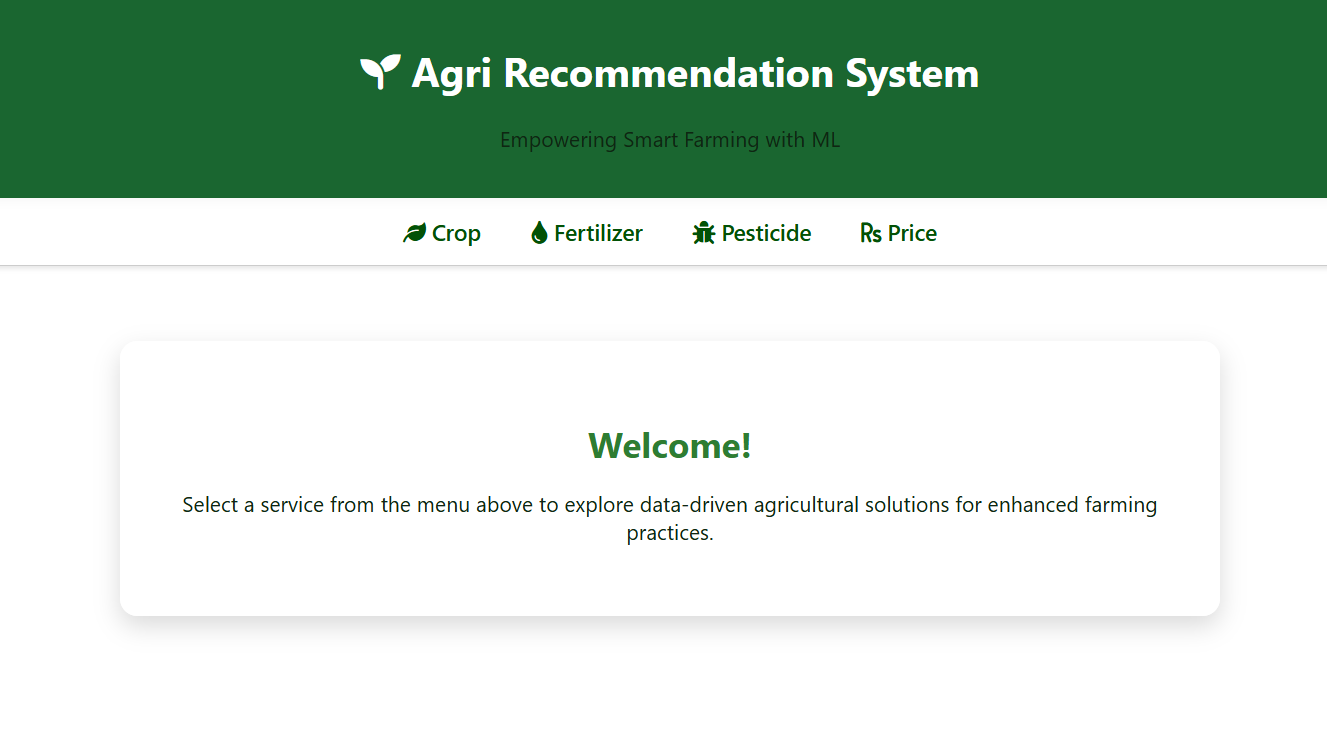 Agri Recommendation System
Empowering Smart Farming with ML
Crop Fertilizer Pesticide Rs Price
Welcome!
Select a service from the menu above to explore data-driven agricultural solutions for enhanced farming
practices.